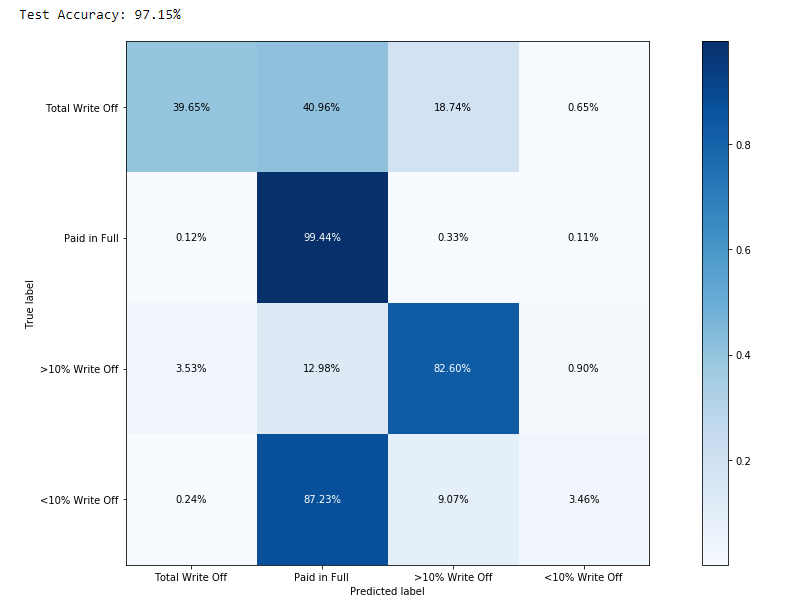 Test Accuracy: 97.15%
Total Write Off 39.65% 40.96% 18.74% 0.65%
0.8
Paid in Full 0.12% 99.44% 0.33% 0.11%
0.6
True label
>10% Write Off 3.53% 12.98% 82.60% 0.90%
0.4
0.2
<10% Write Off 0.24% 87.23% 9.07% 3.46%
Total Write Off Paid in Full >10% Write Off <10% Write Off
Predicted label